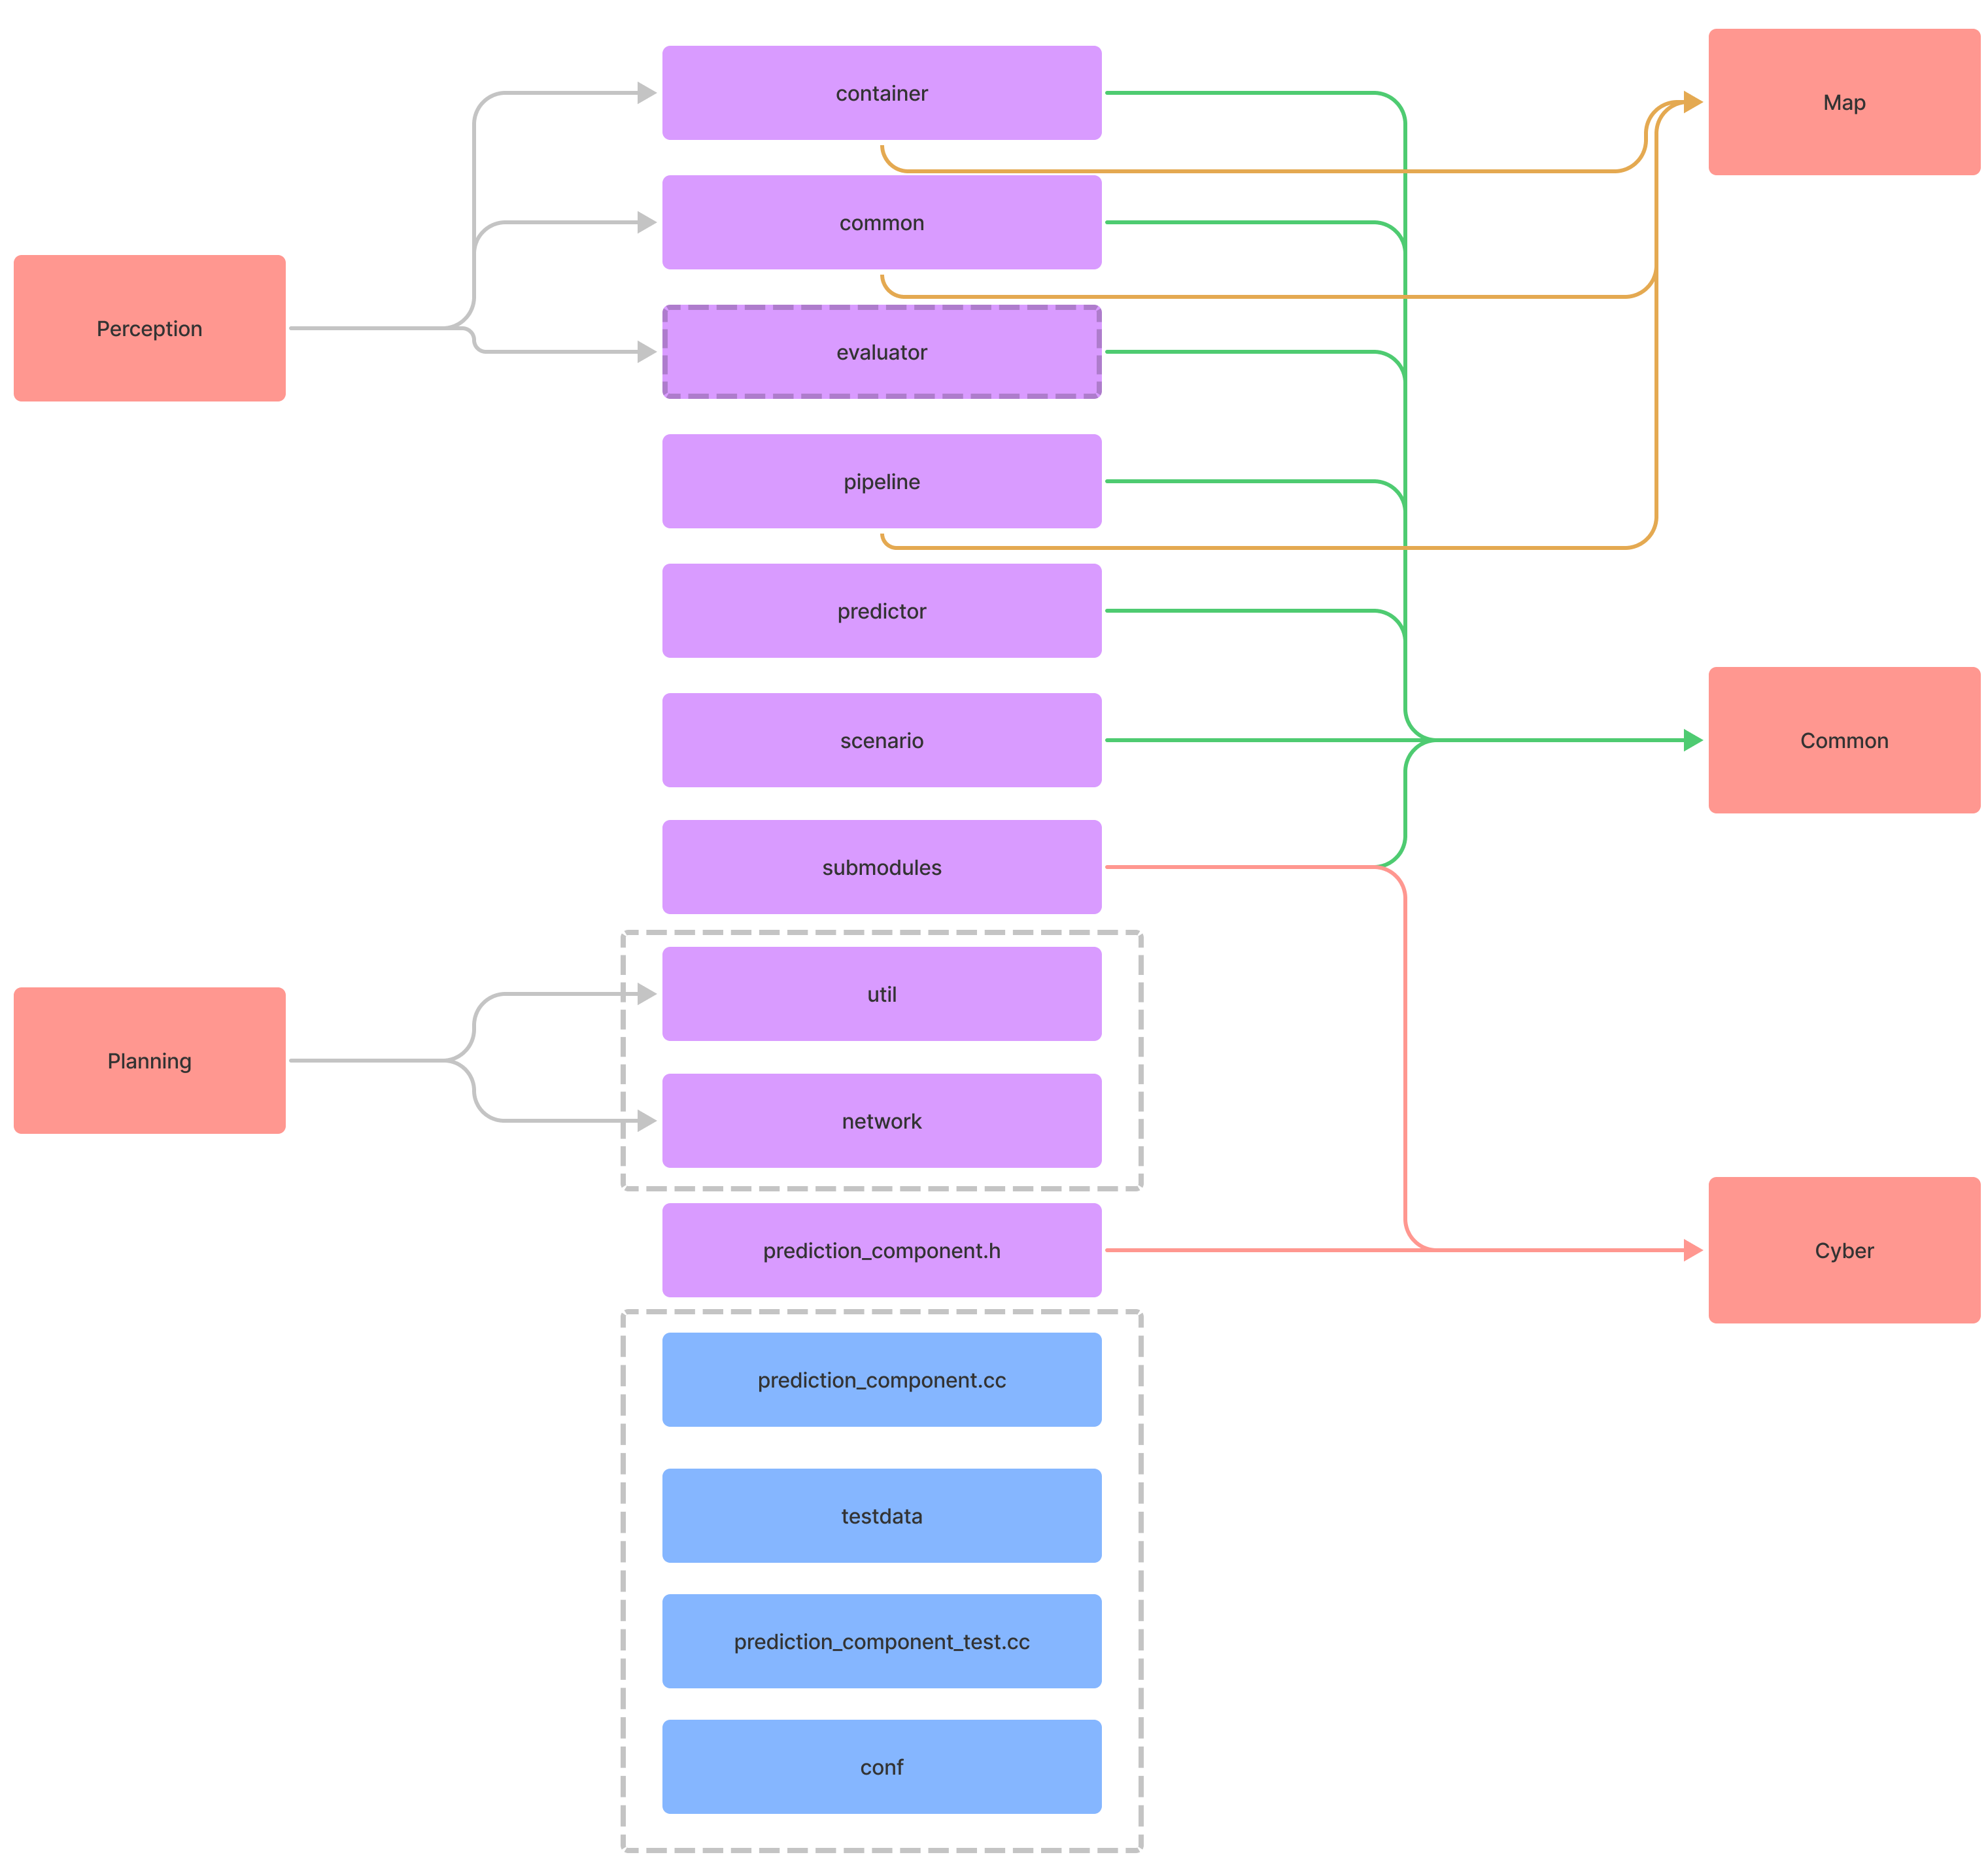 container
Map
common
Perception
evaluator
pipeline
predictor
scenario
Common
submodules
util
Planning
network
prediction_component.h
Cyber
prediction_component.cc
testdata
prediction_component_test.cc
conf